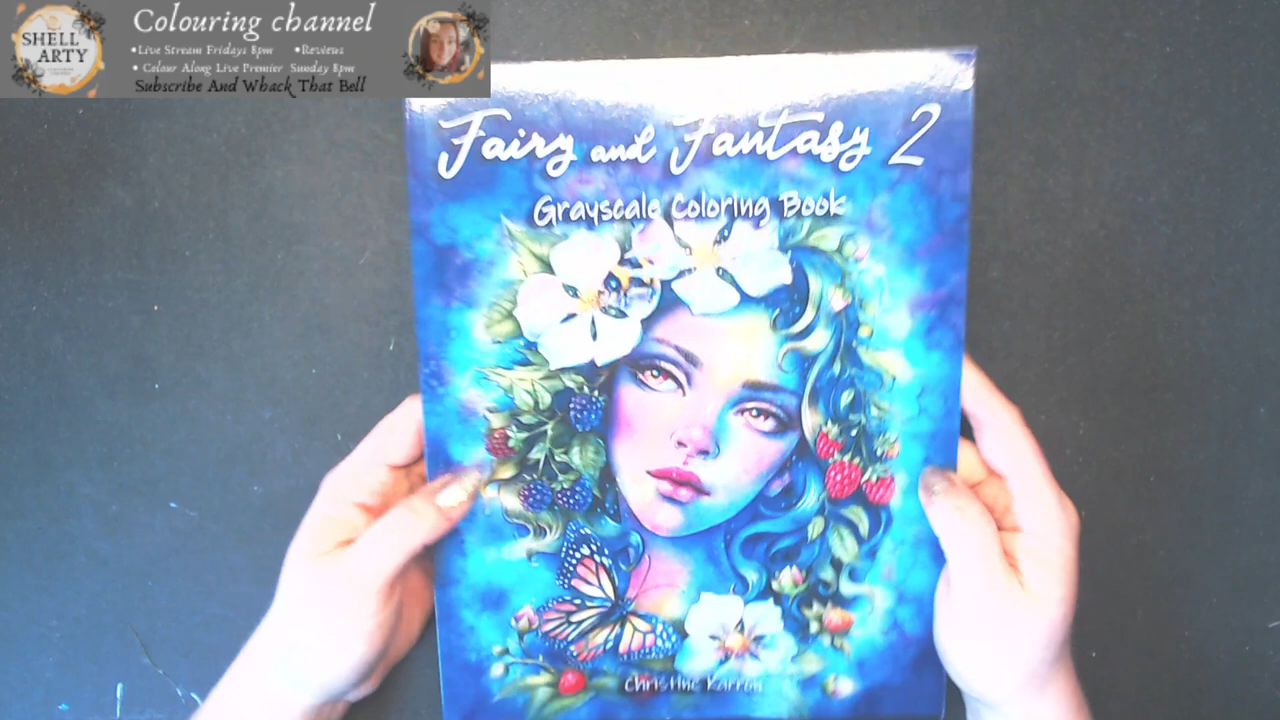 SHELL
ARTY
Colouring channel
•Live Stream Fridays 8pm •Reviews
• Colour Along Live Premier Sunday 8pm
Subscribe And Whack That Bell
Fairy and Fantasy 2
Grayscale Coloring Book
Christine Karron